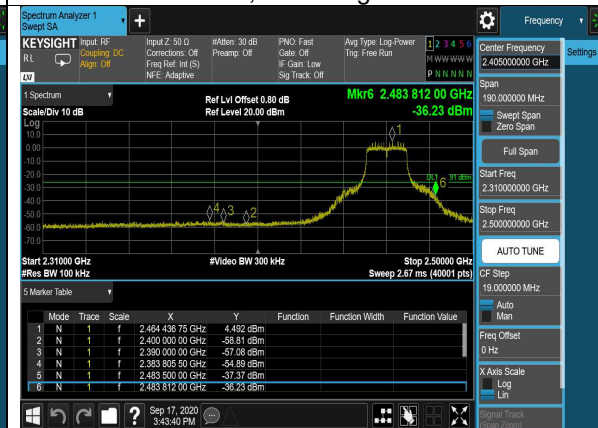 Spectrum Analyzer 1
Swept SA
Frequency
KEYSIGHT
RL
Input: RF
Coupling: DC
Align: Off
Input Z: 50 Ω
Corrections: Off
Freq Ref: Int (S)
NFE: Adaptive
#Atten: 30 dB
Preamp: Off
PNO: Fast
Gate: Off
IF Gain: Low
Sig Track: Off
Avg Type: Log-Power
Trig: Free Run
1 2 3 4 5 6
M W W W W W
P N N N N N
Center Frequency
2.405000000 GHz
Settings
Span
190.000000 MHz
Swept Span
Zero Span
Full Span
Start Freq
2.310000000 GHz
Stop Freq
2.500000000 GHz
AUTO TUNE
CF Step
19.000000 MHz
Auto
Man
Freq Offset
0 Hz
X Axis Scale
Log
Lin
Signal Track
(Span Zoom)
1 Spectrum
Scale/Div 10 dB
Log
Ref Lvl Offset 0.80 dB
Ref Level 20.00 dBm
Mkr6 2.483 812 00 GHz
-36.23 dBm
10.0
0.00
-10.0
-20.0
-30.0
-40.0
-50.0
-60.0
-70.0
1
6
4
3
2
Start 2.31000 GHz
#Res BW 100 kHz
#Video BW 300 kHz
Stop 2.50000 GHz
Sweep 2.67 ms (40001 pts)
5 Marker Table
Mode Trace Scale X Y Function Function Width Function Value
1 N 1 f 2.464 436 75 GHz 4.492 dBm
2 N 1 f 2.400 000 00 GHz -58.81 dBm
3 N 1 f 2.390 000 00 GHz -57.08 dBm
4 N 1 f 2.383 805 50 GHz -54.89 dBm
5 N 1 f 2.483 500 00 GHz -37.37 dBm
6 N 1 f 2.483 812 00 GHz -36.23 dBm
Sep 17, 2020
3:43:40 PM